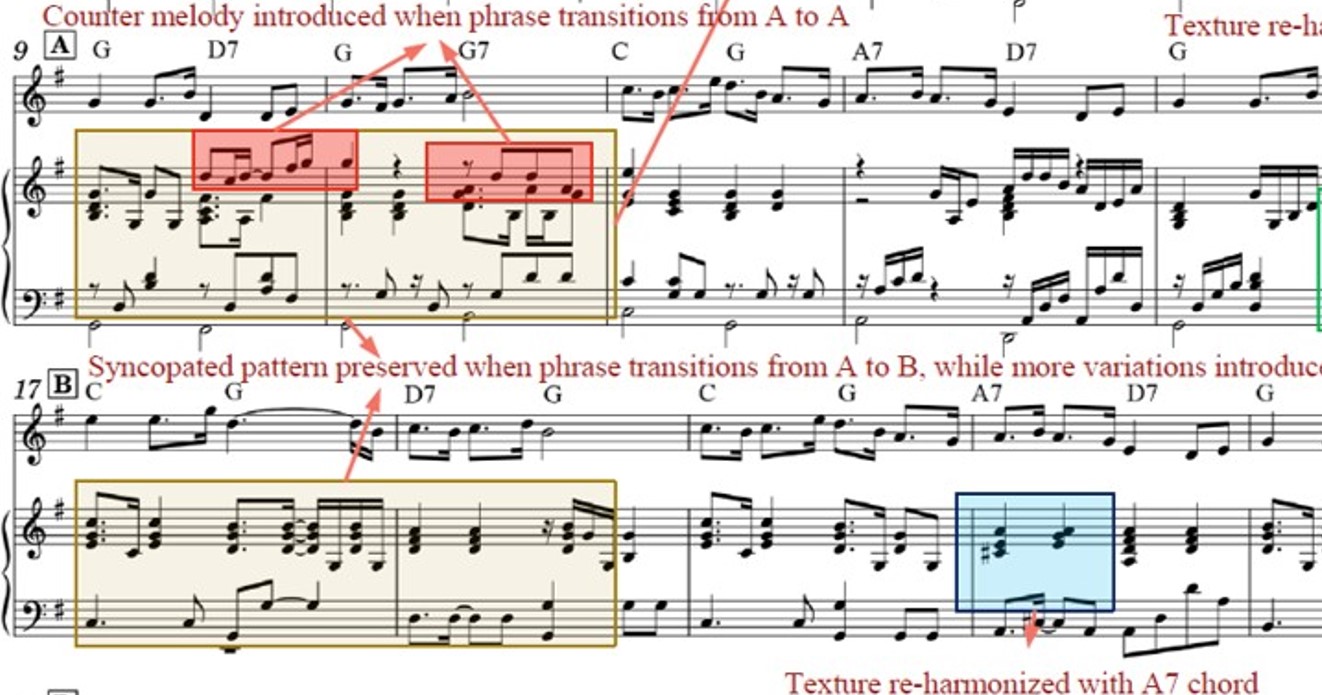 Counter melody introduced when phrase transitions from A to A
Texture re-ha
9 A G D7 G G7 C G A7 D7 G
Syncopated pattern preserved when phrase transitions from A to B, while more variations introduc
17 B C G D7 G C G A7 D7 G
Texture re-harmonized with A7 chord